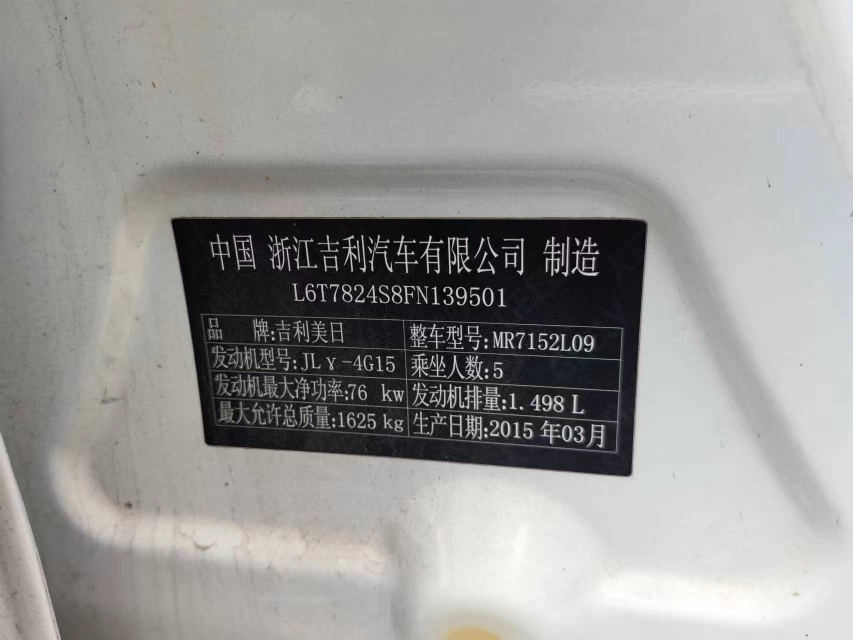 中国 浙江吉利汽车有限公司 制造
L6T7824S8FN139501
品 牌:吉利美日 整车型号:MR7152L09
发动机型号:JLγ-4G15 乘坐人数:5
发动机最大净功率:76 kw 发动机排量:1.498 L
最大允许总质量:1625 kg 生产日期:2015 年03月